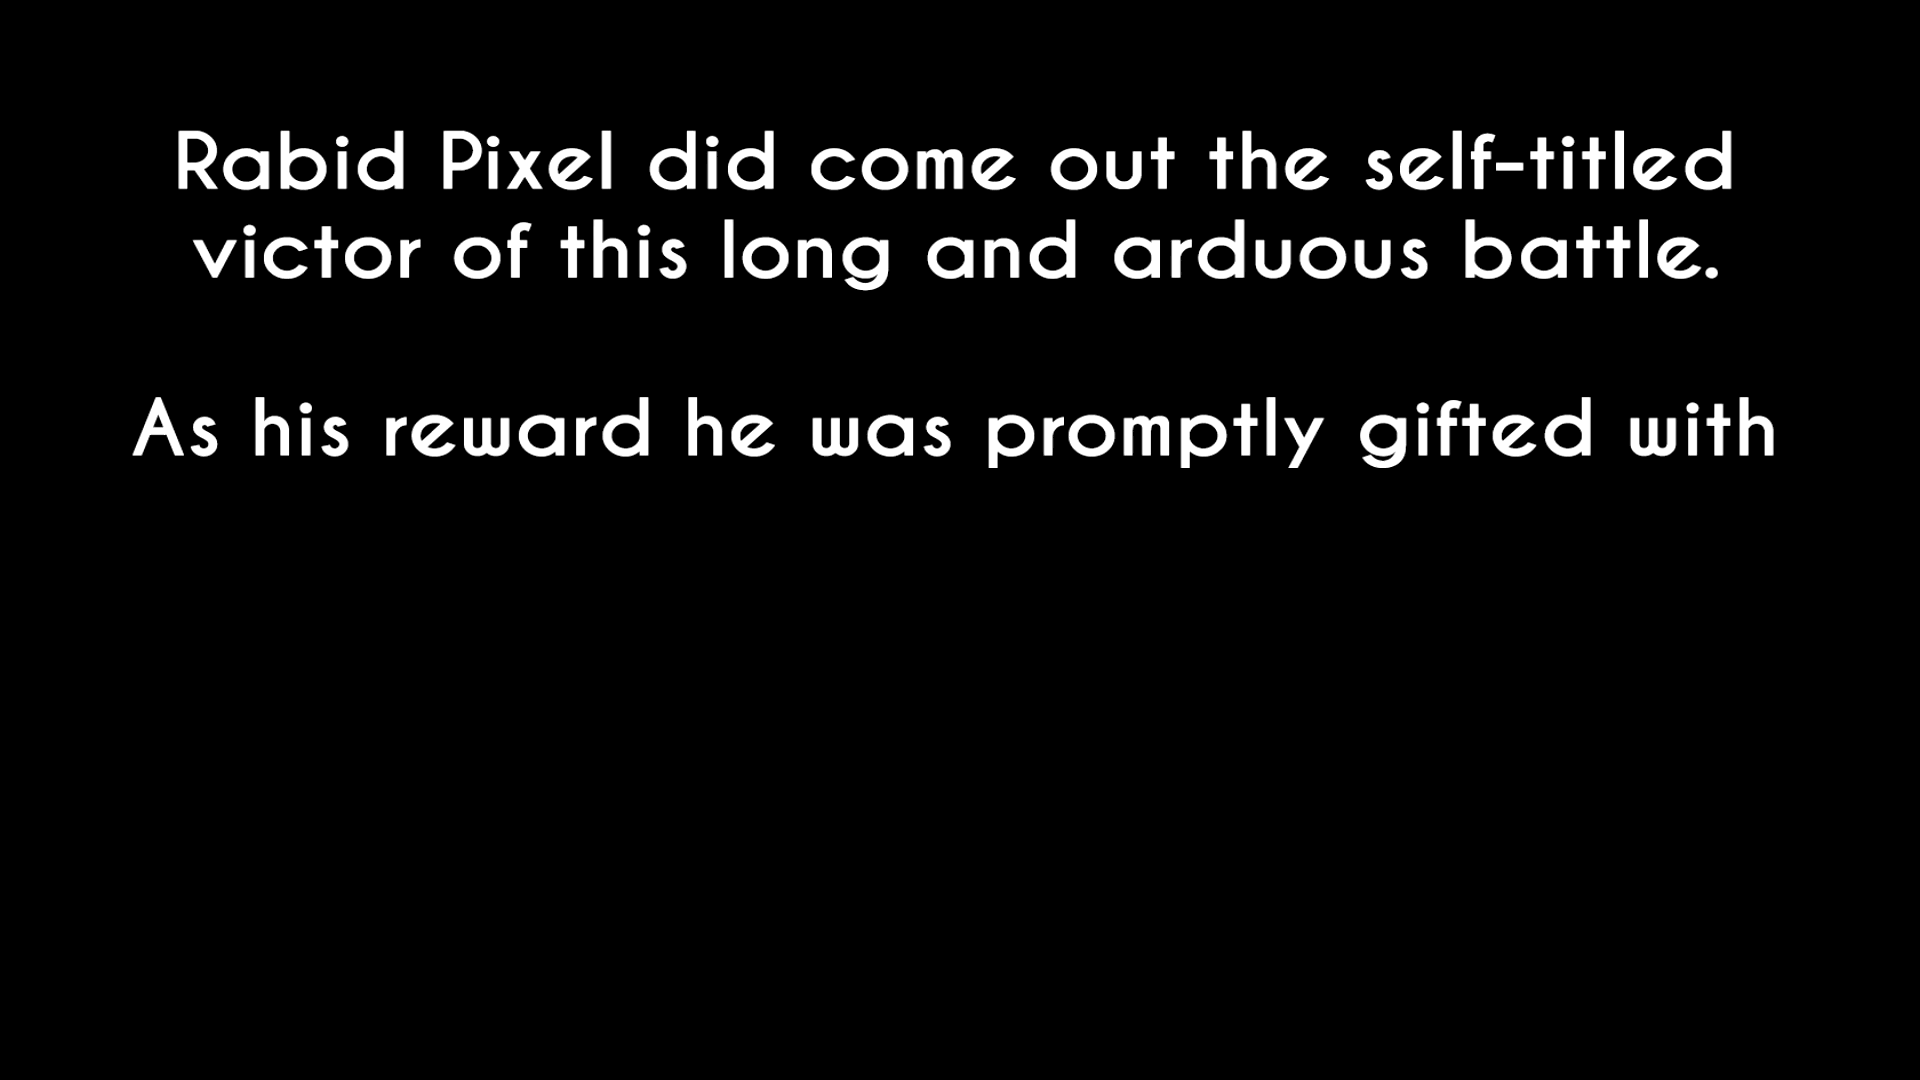 Rabid Pixel did come out the self-titled
victor of this long and arduous battle.
As his reward he was promptly gifted with